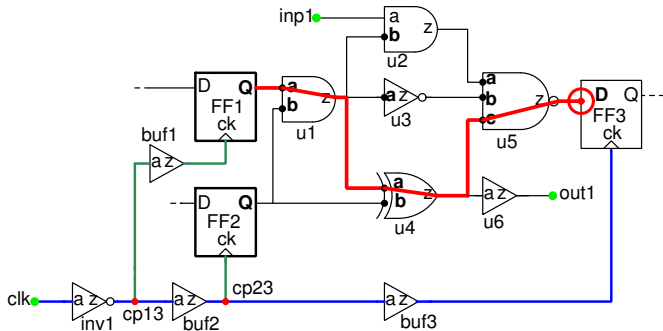 inp1
a
b
z
u2
D Q
FF1
ck
a
b
z
u1
a z
u3
a
b
c
z
u5
D Q
FF3
ck
buf1
a z
D Q
FF2
ck
a
b
z
u4
a z
u6
out1
clk
a z
inv1
cp13
a z
buf2
cp23
a z
buf3